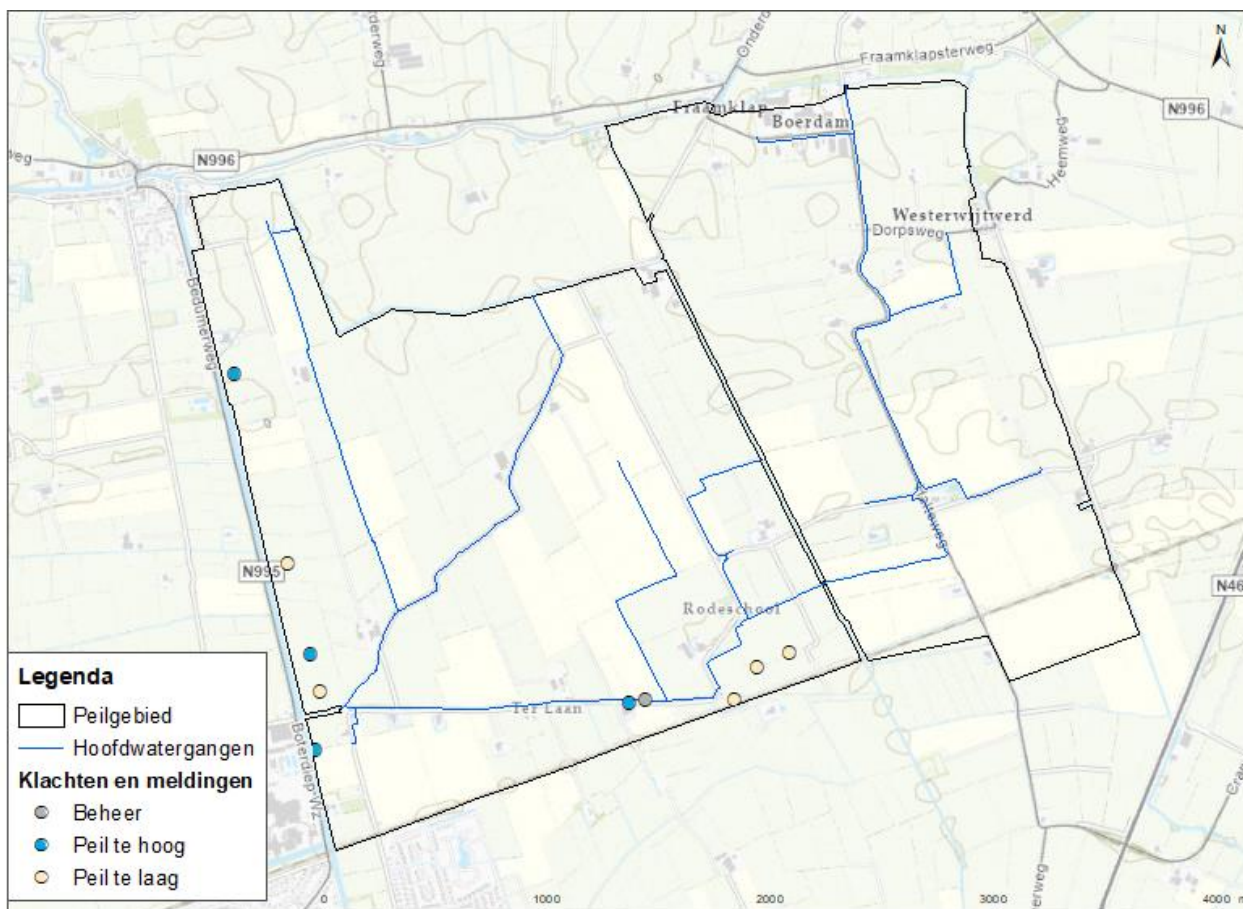 N
Fraamklapsterweg
Fraamklap
Boerdam
N996
N996
Heemweg
Westerwijtwerd
Dorpsweg
Bedumerweg
N995
Rodeschool
N46
Ter Laan
Boterdiep Wz
Legenda
Peilgebied
Hoofdwatergangen
Klachten en meldingen
Beheer
Peil te hoog
Peil te laag
0 1000 2000 3000 4000